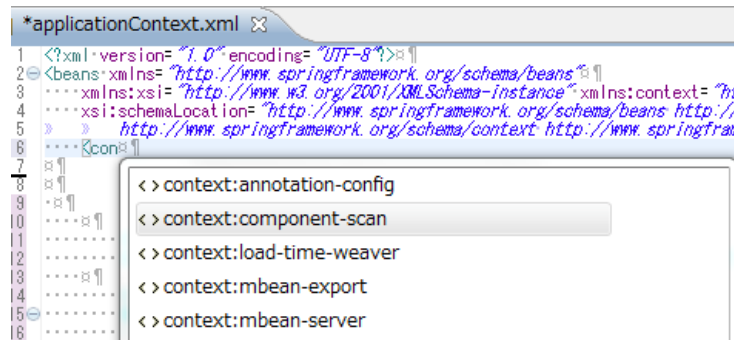 *applicationContext.xml
1 <?xml version="1.0" encoding="UTF-8"?>
2 <beans xmlns="http://www.springframework.org/schema/beans"
3 xmlns:xsi="http://www.w3.org/2001/XMLSchema-instance" xmlns:context="
4 xsi:schemaLocation="http://www.springframework.org/schema/beans http://
5 http://www.springframework.org/schema/context http://www.springfram
6 <con
7
8 <>context:annotation-config
9
10 <>context:component-scan
11
12 <>context:load-time-weaver
13
14 <>context:mbean-export
15
16 <>context:mbean-server